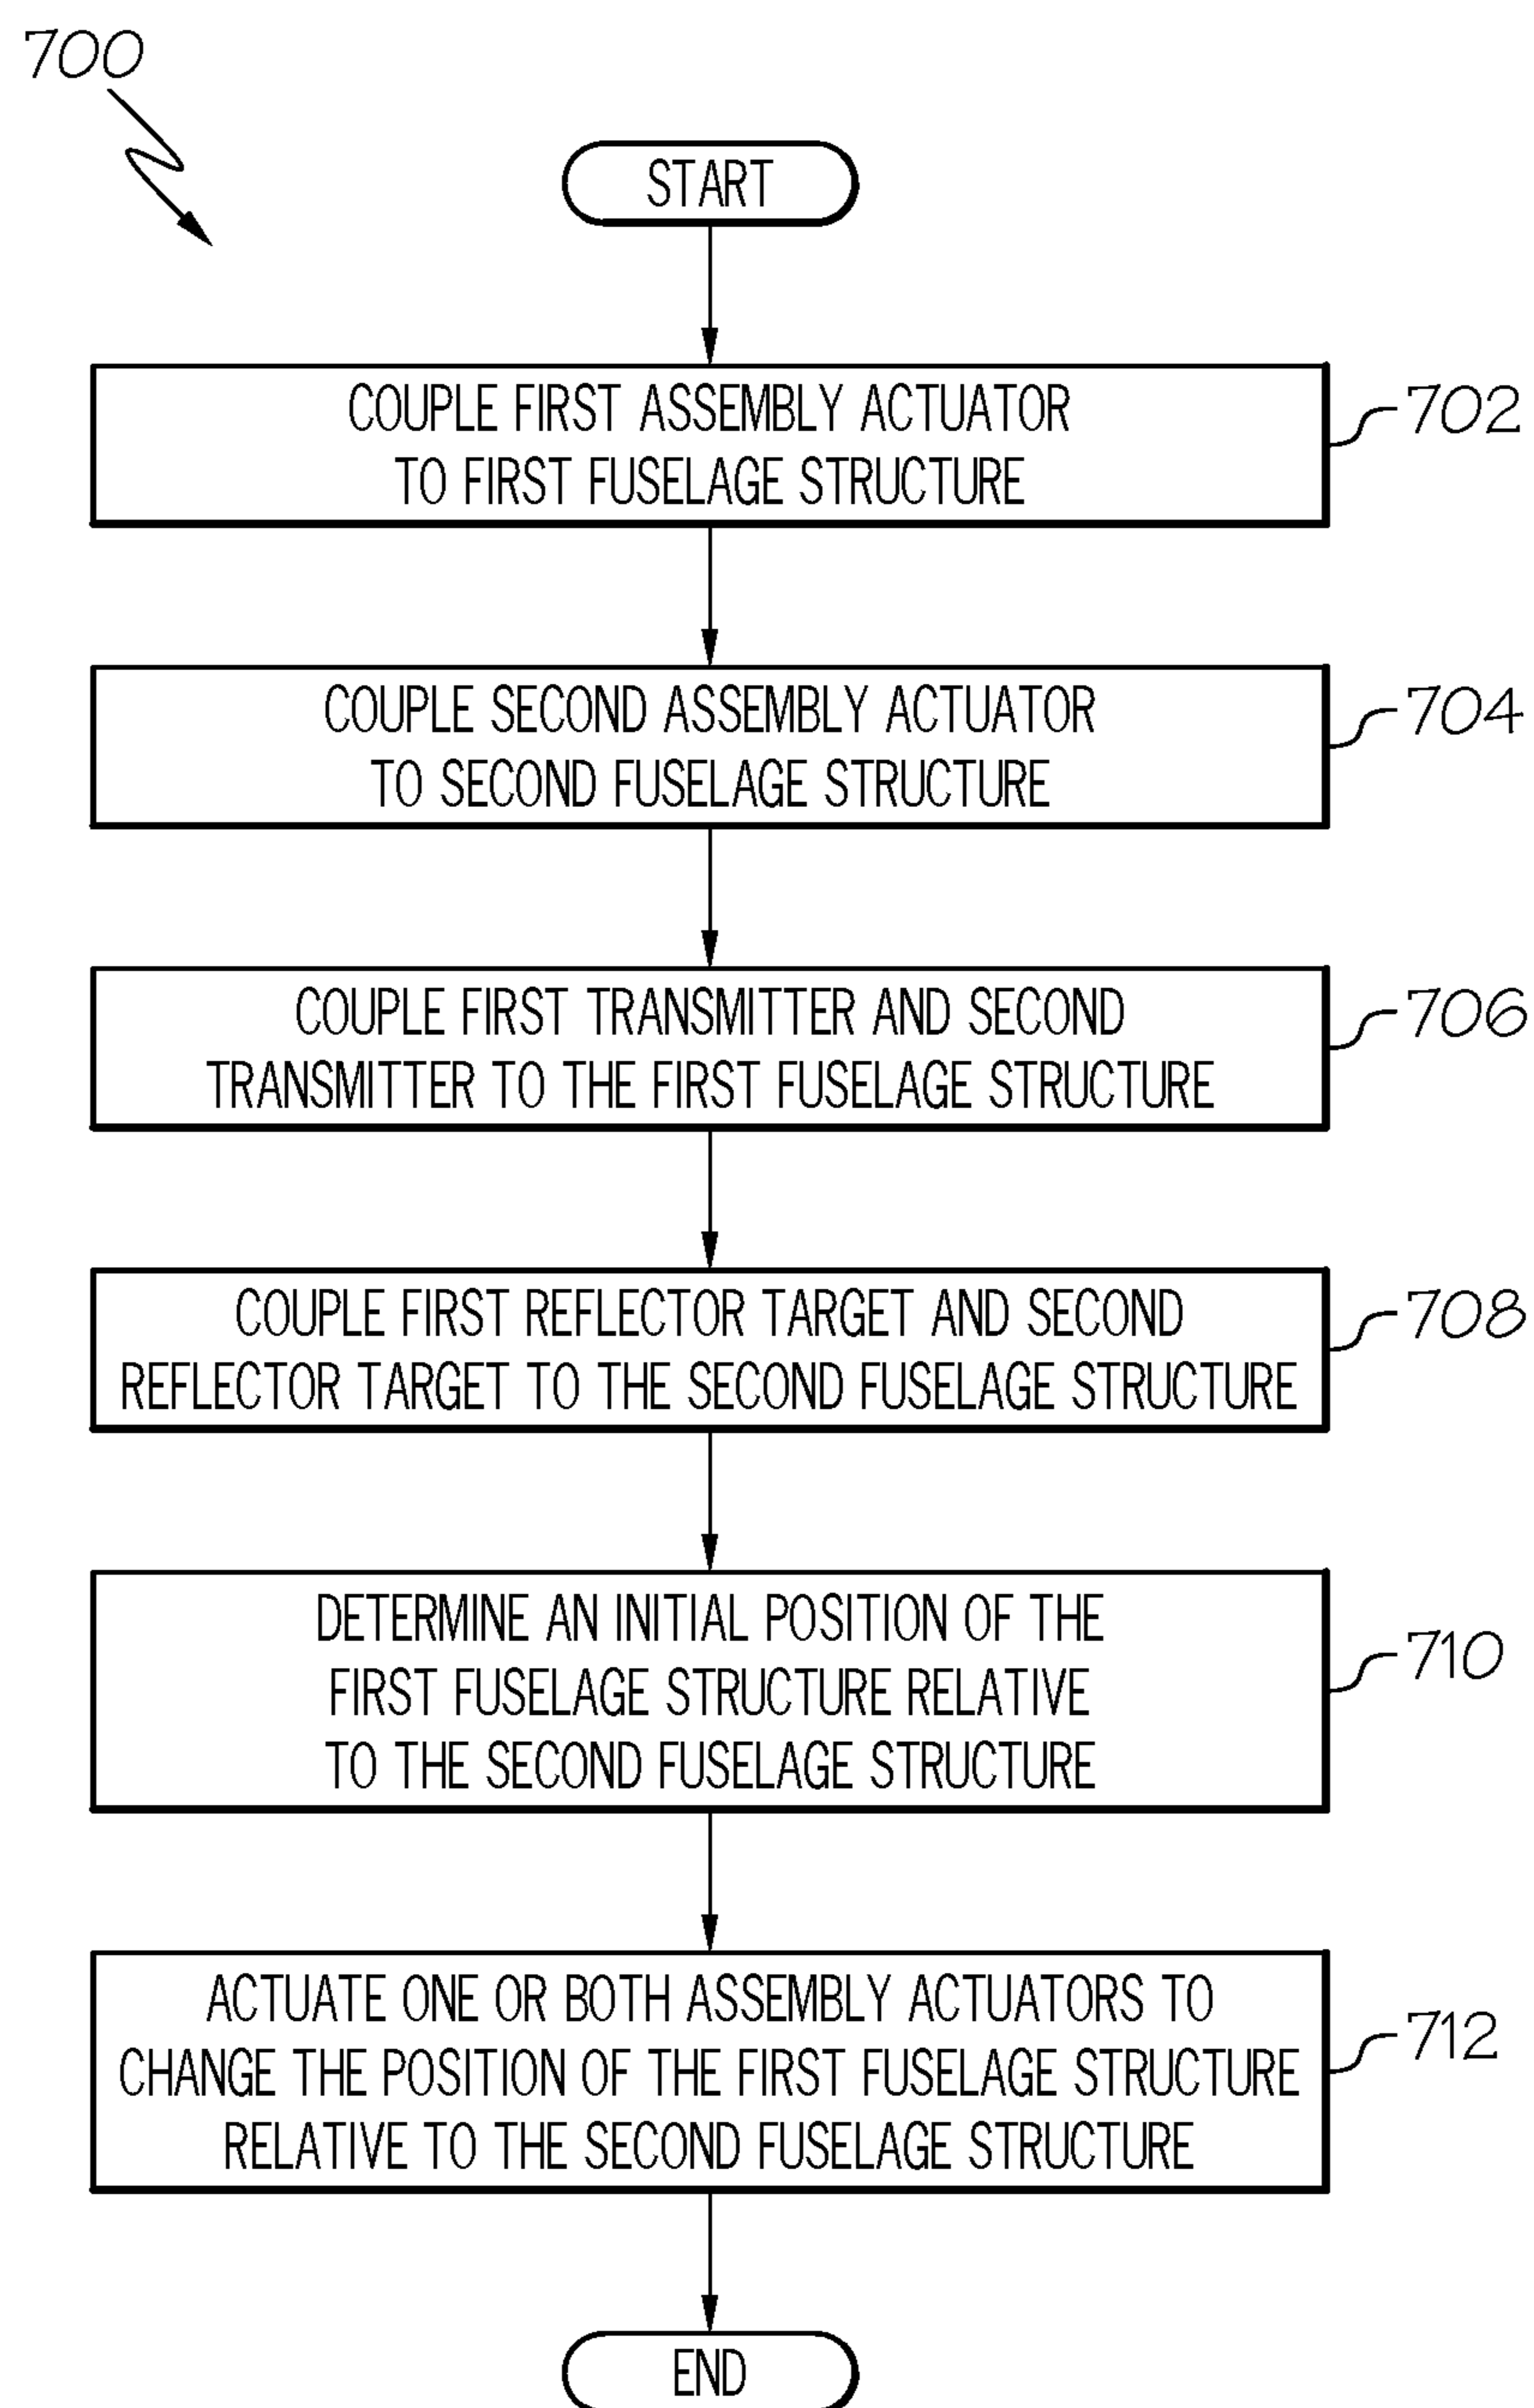 700
START
COUPLE FIRST ASSEMBLY ACTUATOR
TO FIRST FUSELAGE STRUCTURE
702
COUPLE SECOND ASSEMBLY ACTUATOR
TO SECOND FUSELAGE STRUCTURE
704
COUPLE FIRST TRANSMITTER AND SECOND
TRANSMITTER TO THE FIRST FUSELAGE STRUCTURE
706
COUPLE FIRST REFLECTOR TARGET AND SECOND
REFLECTOR TARGET TO THE SECOND FUSELAGE STRUCTURE
708
DETERMINE AN INITIAL POSITION OF THE
FIRST FUSELAGE STRUCTURE RELATIVE
TO THE SECOND FUSELAGE STRUCTURE
710
ACTUATE ONE OR BOTH ASSEMBLY ACTUATORS TO
CHANGE THE POSITION OF THE FIRST FUSELAGE STRUCTURE
RELATIVE TO THE SECOND FUSELAGE STRUCTURE
712
END